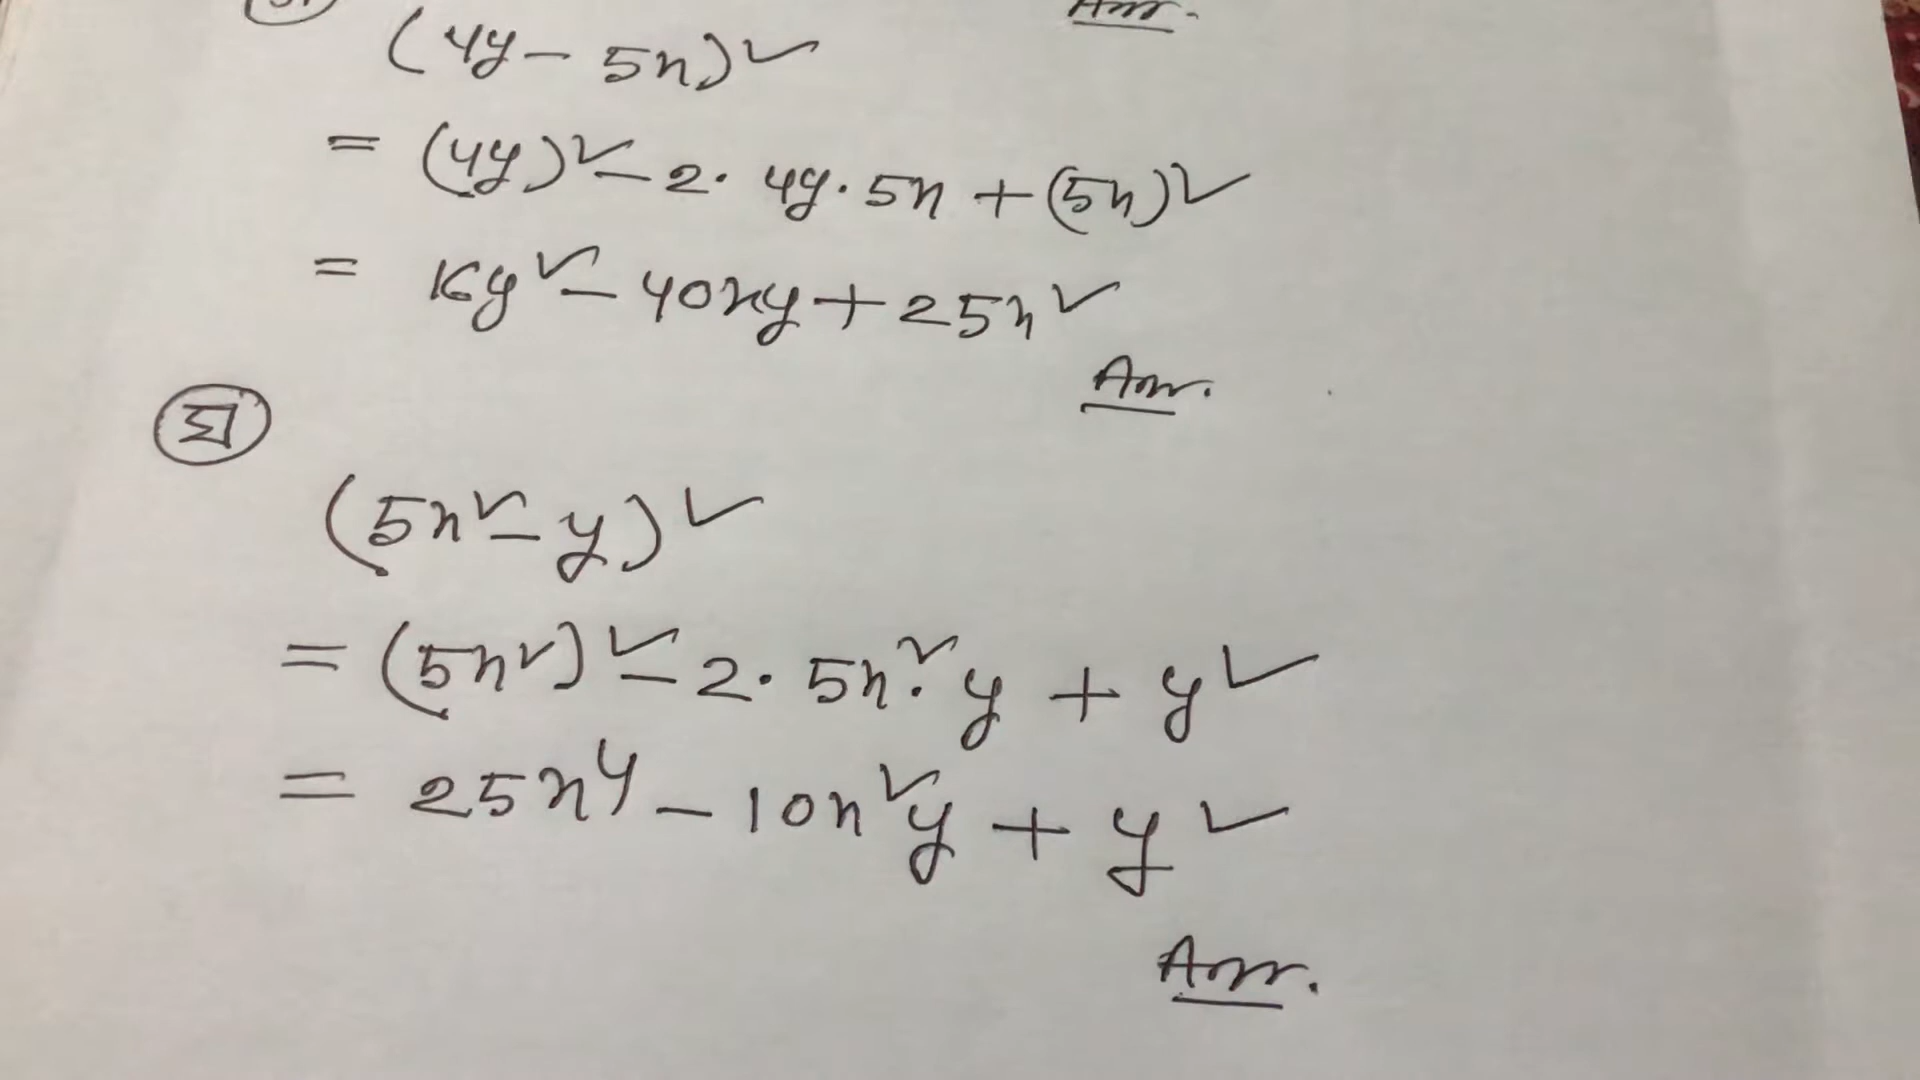 Ans.
(4y - 5x)²
= (4y)² - 2. 4y. 5x + (5x)²
= 16y² - 40xy + 25x²
Ans.
ঘ
(5x² - y)²
= (5x²)² - 2. 5x². y + y²
= 25x⁴ - 10x²y + y²
Ans.